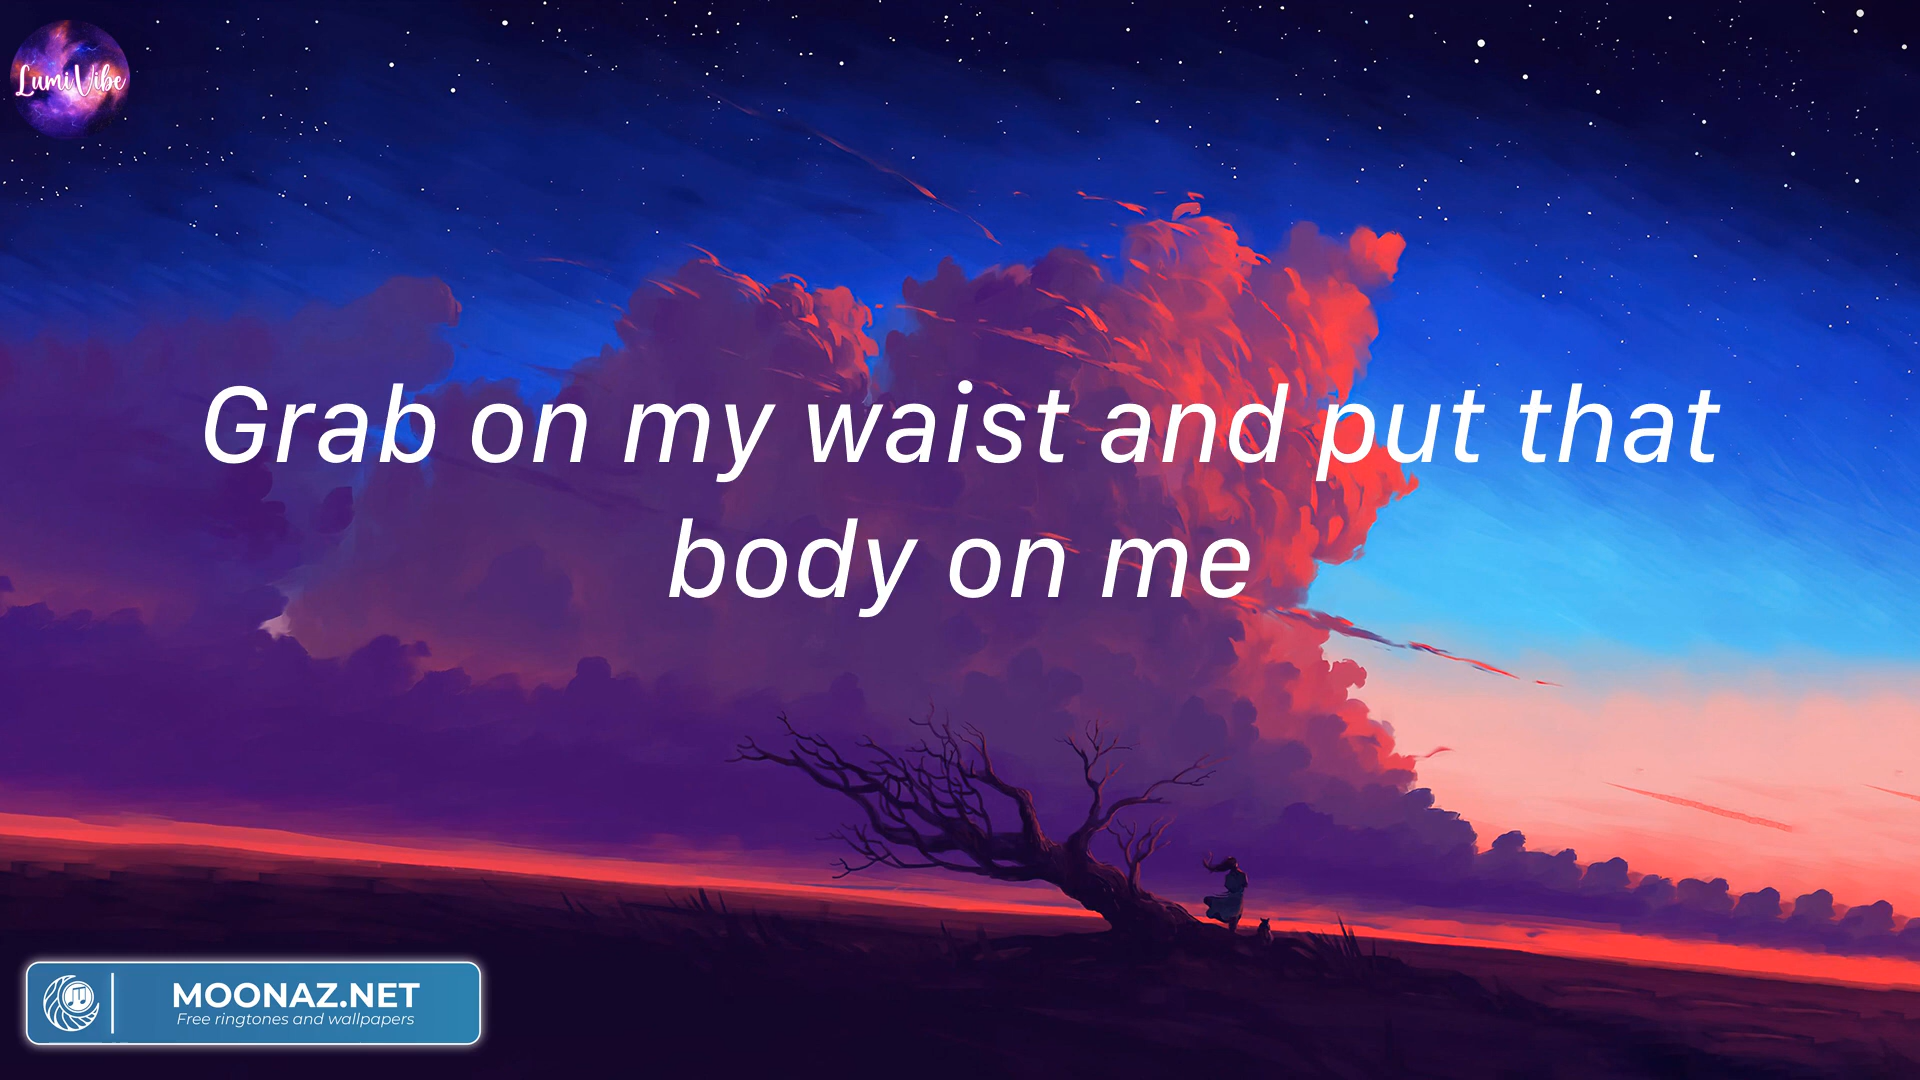 LumiVibe
Grab on my waist and put that
body on me
MOONAZ.NET
Free ringtones and wallpapers